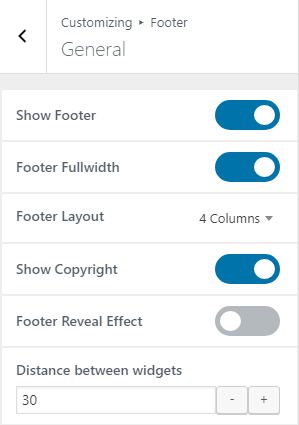 Customizing ▸ Footer
General
Show Footer
Footer Fullwidth
Footer Layout 4 Columns
Show Copyright
Footer Reveal Effect
Distance between widgets
30 - +